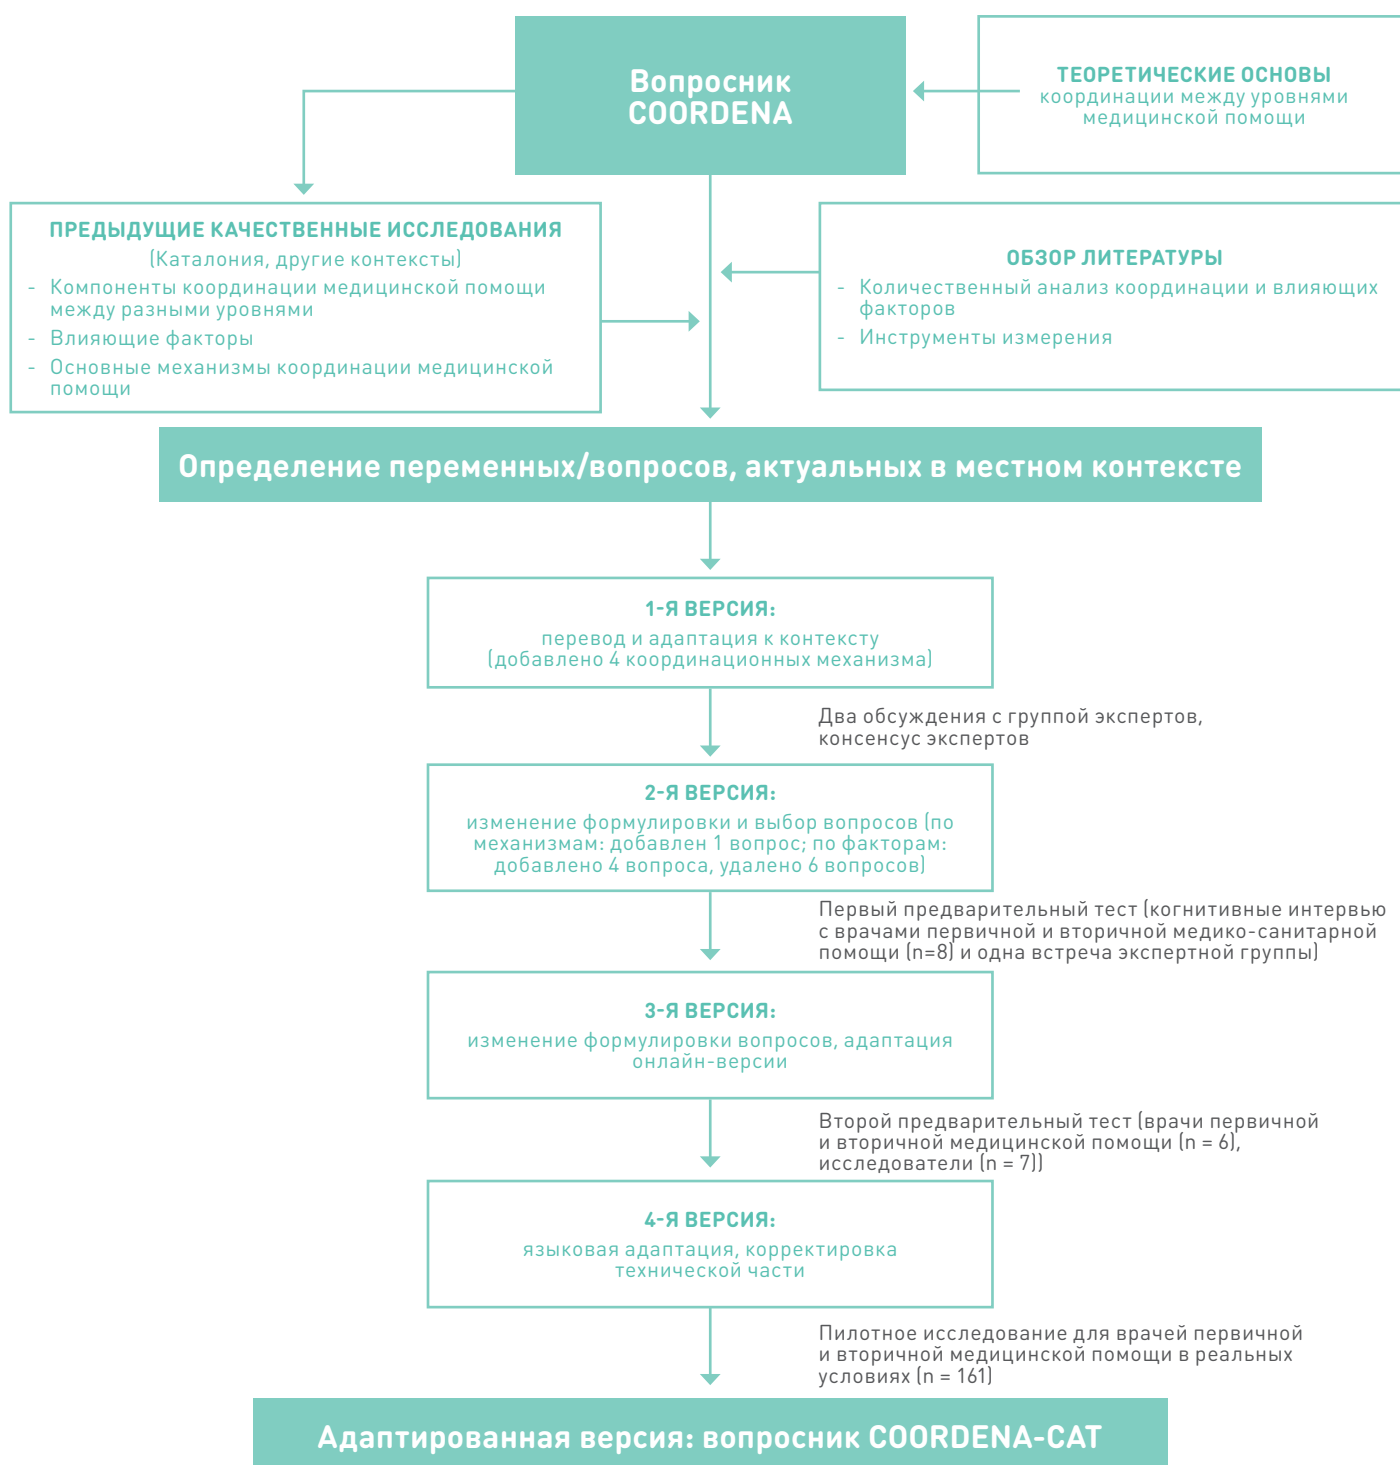 Вопросник
COORDENA
ТЕОРЕТИЧЕСКИЕ ОСНОВЫ
координации между уровнями
медицинской помощи
ПРЕДЫДУЩИЕ КАЧЕСТВЕННЫЕ ИССЛЕДОВАНИЯ
(Каталония, другие контексты)
- Компоненты координации медицинской помощи
между разными уровнями
- Влияющие факторы
- Основные механизмы координации медицинской
помощи
ОБЗОР ЛИТЕРАТУРЫ
- Количественный анализ координации и влияющих
факторов
- Инструменты измерения
Определение переменных/вопросов, актуальных в местном контексте
1-Я ВЕРСИЯ:
перевод и адаптация к контексту
(добавлено 4 координационных механизма)
Два обсуждения с группой экспертов,
консенсус экспертов
2-Я ВЕРСИЯ:
изменение формулировки и выбор вопросов (по
механизмам: добавлен 1 вопрос; по факторам:
добавлено 4 вопроса, удалено 6 вопросов)
Первый предварительный тест (когнитивные интервью
с врачами первичной и вторичной медико-санитарной
помощи (n=8) и одна встреча экспертной группы)
3-Я ВЕРСИЯ:
изменение формулировки вопросов, адаптация
онлайн-версии
Второй предварительный тест (врачи первичной
и вторичной медицинской помощи (n = 6),
исследователи (n = 7))
4-Я ВЕРСИЯ:
языковая адаптация, корректировка
технической части
Пилотное исследование для врачей первичной
и вторичной медицинской помощи в реальных
условиях (n = 161)
Адаптированная версия: вопросник COORDENA-CAT